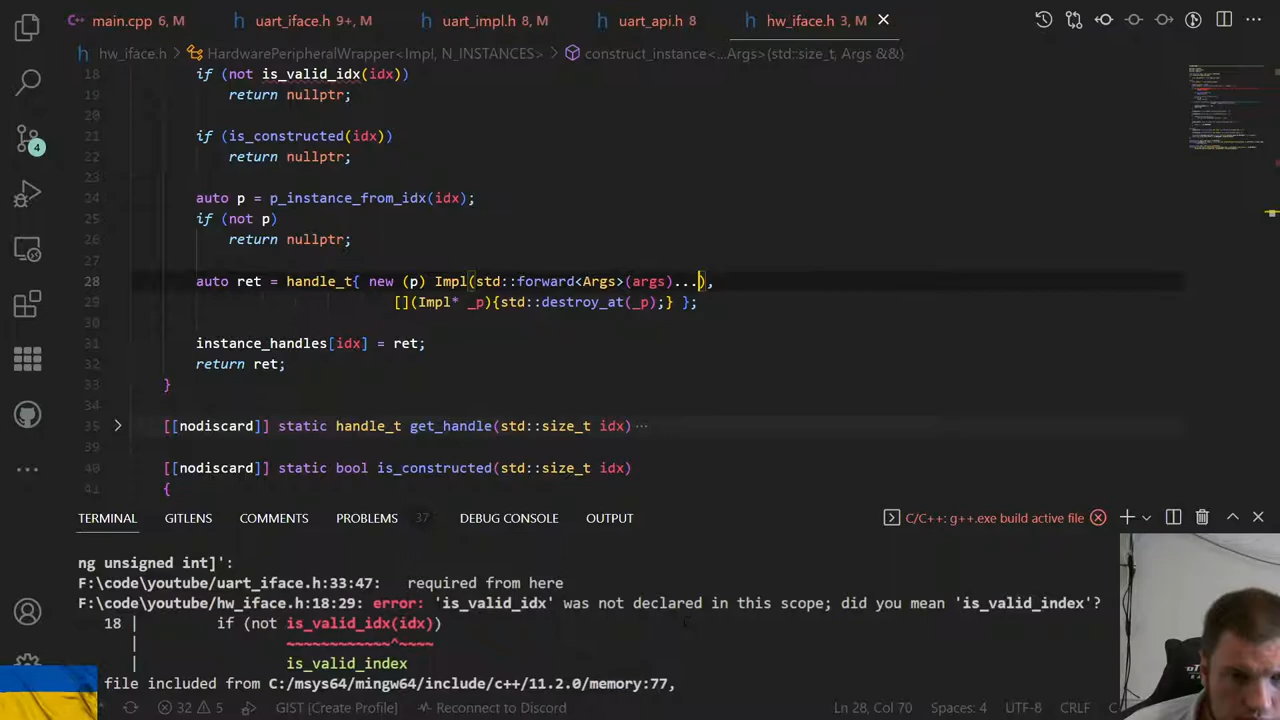 main.cpp 6, M
uart_iface.h 9+, M
uart_impl.h 8, M
uart_api.h 8
hw_iface.h 3, M
hw_iface.h > HardwarePeripheralWrapper<Impl, N_INSTANCES> > construct_instance<...Args>(std::size_t, Args &&)
18 if (not is_valid_idx(idx))
19 return nullptr;
20
21 if (is_constructed(idx))
22 return nullptr;
24 auto p = p_instance_from_idx(idx);
25 if (not p)
26 return nullptr;
28 auto ret = handle_t{ new (p) Impl(std::forward<Args>(args)...),
[](Impl* _p){std::destroy_at(_p);} };
30
31 instance_handles[idx] = ret;
32 return ret;
33 }
34
35 [[nodiscard]] static handle_t get_handle(std::size_t idx) ...
39
40 [[nodiscard]] static bool is_constructed(std::size_t idx)
41 {
4
TERMINAL GITLENS COMMENTS PROBLEMS 37 DEBUG CONSOLE OUTPUT
C/C++: g++.exe build active file
ng unsigned int]':
F:\code\youtube/uart_iface.h:33:47: required from here
F:\code\youtube/hw_iface.h:18:29: error: 'is_valid_idx' was not declared in this scope; did you mean 'is_valid_index'?
18 | if (not is_valid_idx(idx))
| ~~~~~~~~~~~~^~~~~
| is_valid_index
file included from C:/msys64/mingw64/include/c++/11.2.0/memory:77,
32 5
GIST [Create Profile]
Reconnect to Discord
Ln 28, Col 70
Spaces: 4
UTF-8
CRLF
C++